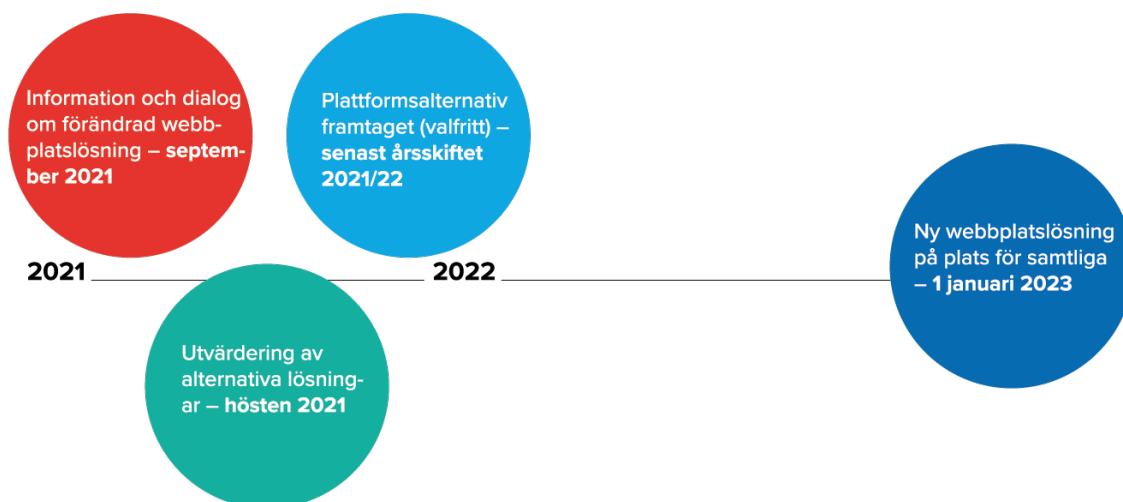 Information och dialog
om förändrad webb-
platslösning – septem-
ber 2021
Plattformsalternativ
framtaget (valfritt) –
senast årsskiftet
2021/22
Ny webbplatslösning
på plats för samtliga
– 1 januari 2023
2021
2022
Utvärdering av
alternativa lösning-
ar – hösten 2021